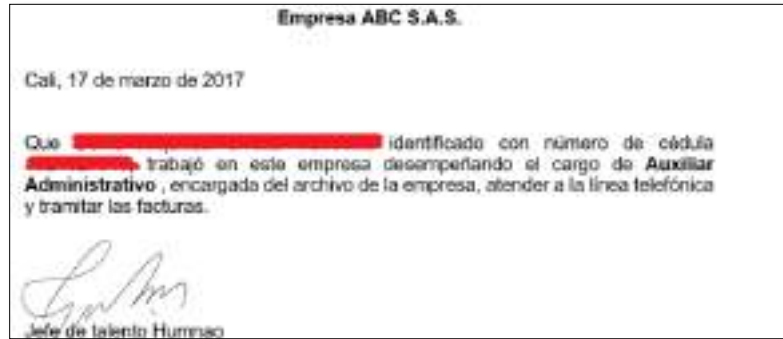 Empresa ABC S.A.S.
Cali, 17 de marzo de 2017
Que identificado con número de cédula
trabajó en este empresa desempeñando el cargo de Auxiliar
Administrativo , encargada del archivo de la empresa, atender a la línea telefónica
y tramitar las facturas.
Jefe de talento Humnao